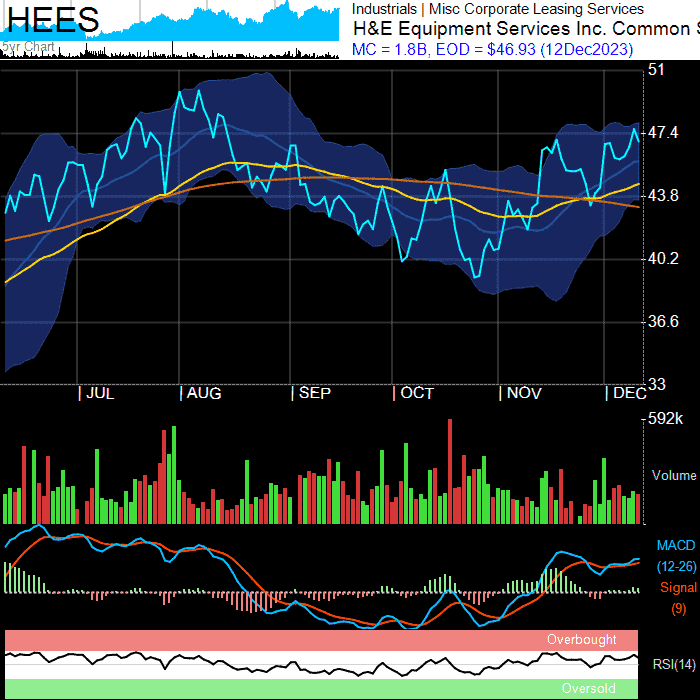 HEES
5yr Chart
Industrials | Misc Corporate Leasing Services
H&E Equipment Services Inc. Common S
MC = 1.8B, EOD = $46.93 (12Dec2023)
51
47.4
43.8
40.2
36.6
33
| JUL | AUG | SEP | OCT | NOV | DEC
592k
Volume
MACD
(12-26)
Signal
(9)
Overbought
RSI(14)
Oversold